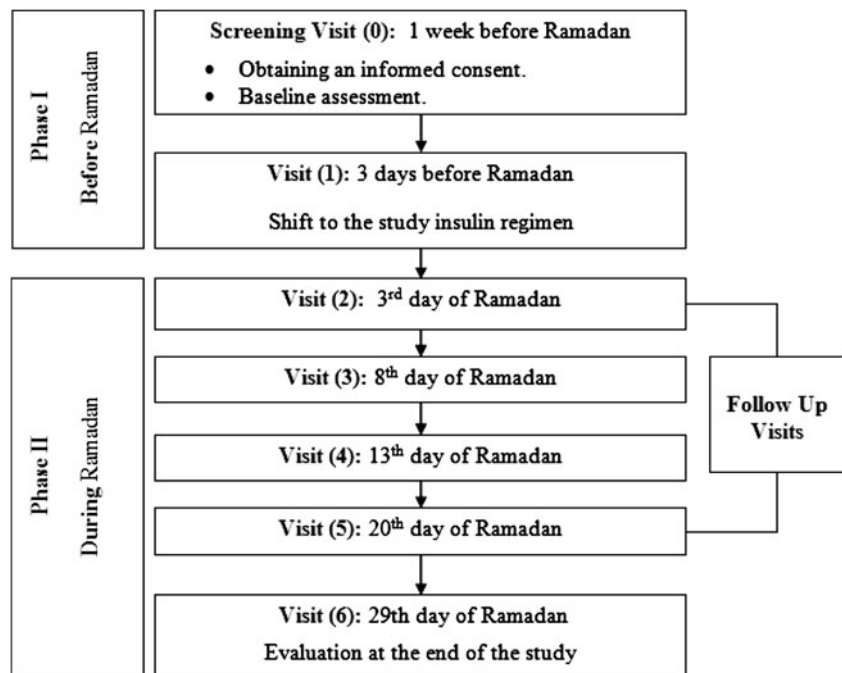 Phase I
Before Ramadan
Screening Visit (0): 1 week before Ramadan
• Obtaining an informed consent.
• Baseline assessment.
Visit (1): 3 days before Ramadan
Shift to the study insulin regimen
Phase II
During Ramadan
Visit (2): 3rd day of Ramadan
Visit (3): 8th day of Ramadan
Visit (4): 13th day of Ramadan
Visit (5): 20th day of Ramadan
Follow Up
Visits
Visit (6): 29th day of Ramadan
Evaluation at the end of the study